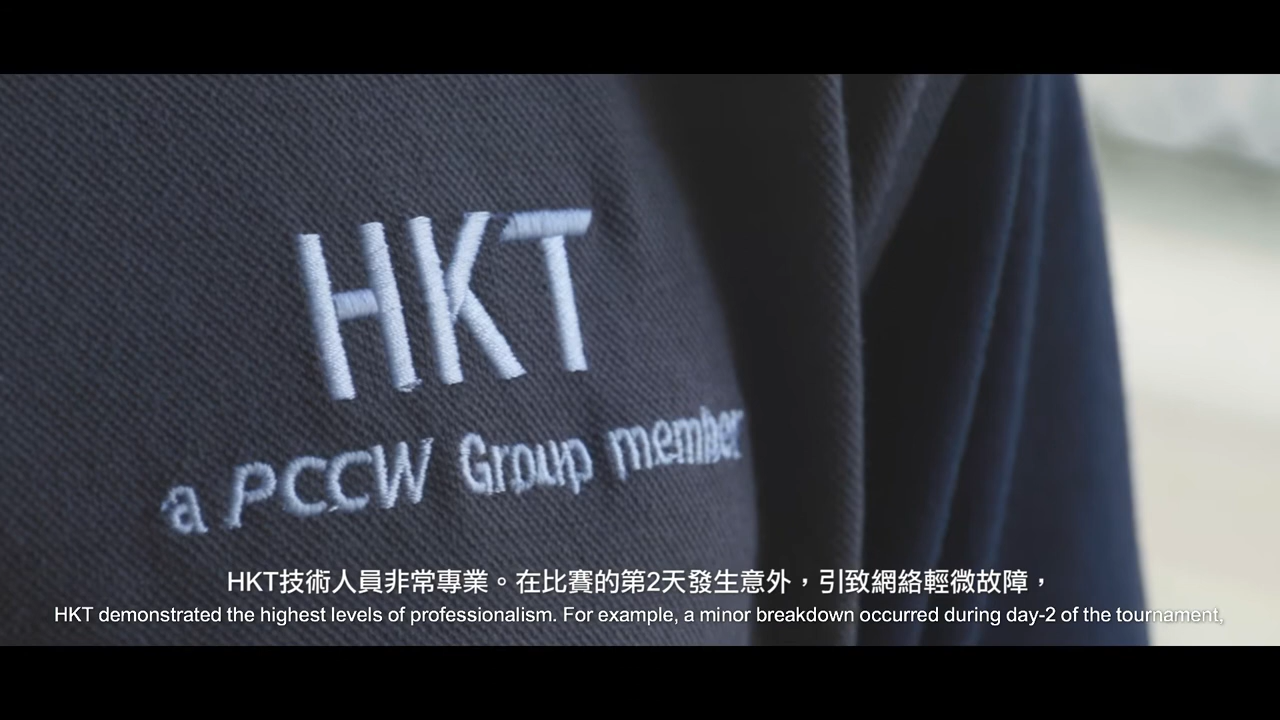 HKT
a PCCW Group member
HKT技術人員非常專業。在比賽的第2天發生意外，引致網絡輕微故障，
HKT demonstrated the highest levels of professionalism. For example, a minor breakdown occurred during day-2 of the tournament,